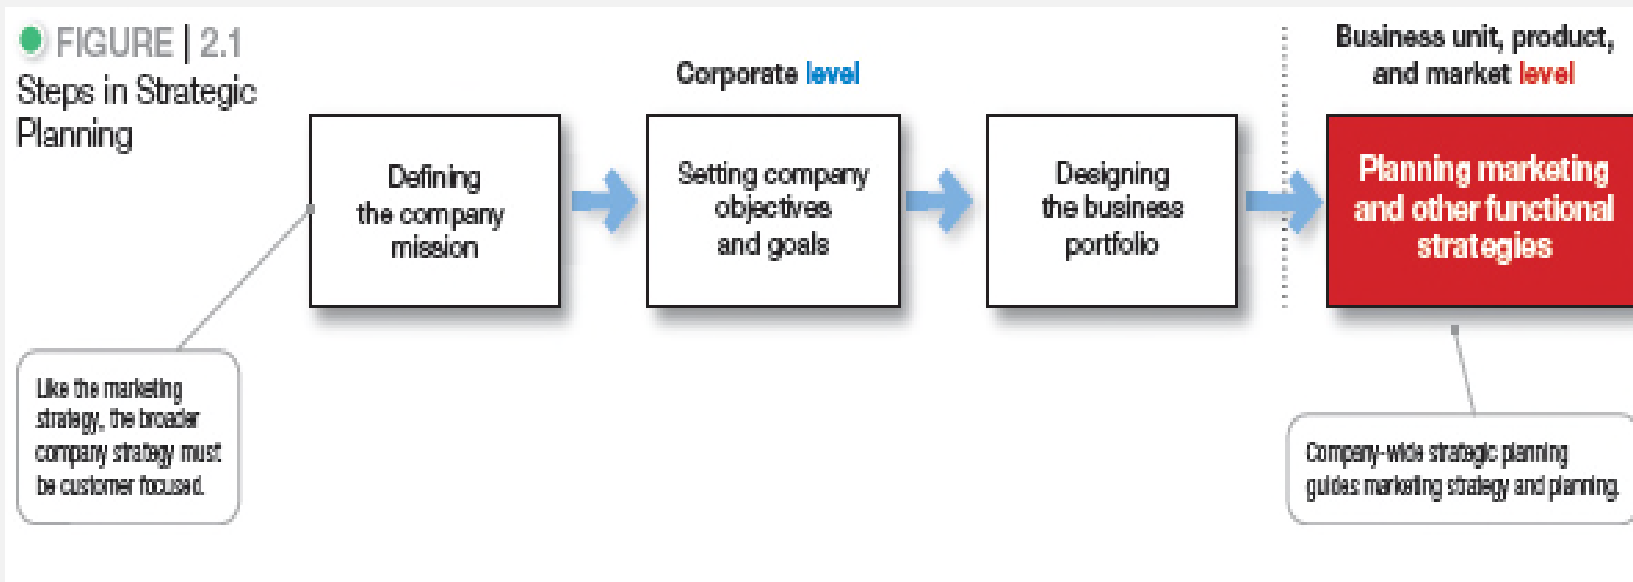 FIGURE | 2.1
Steps in Strategic
Planning
Corporate level
Business unit, product,
and market level
Defining
the company
mission
Setting company
objectives
and goals
Designing
the business
portfolio
Planning marketing
and other functional
strategies
Like the marketing
strategy, the broader
company strategy must
be customer focused.
Company-wide strategic planning
guides marketing strategy and planning.